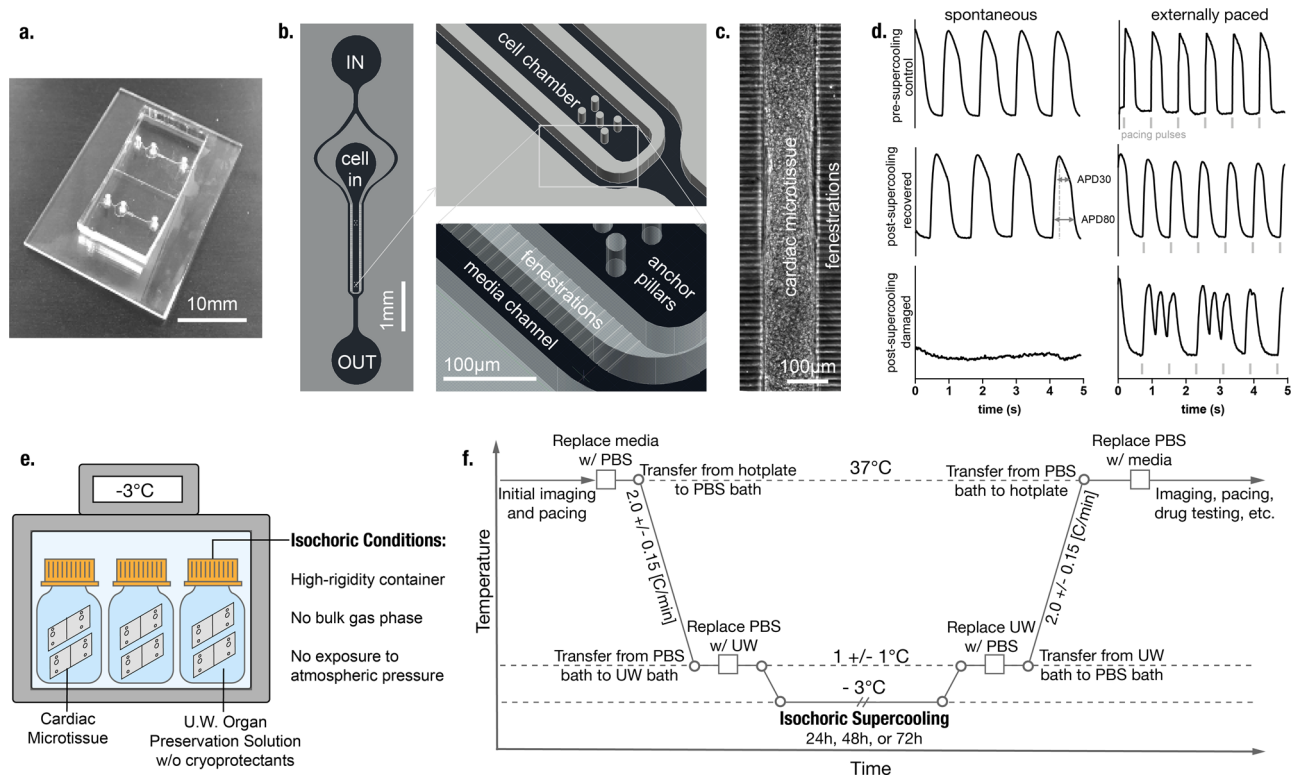 a.
10mm
b.
IN
cell
in
OUT
1mm
cell chamber
fenestrations
media channel
anchor
pillars
100µm
c.
cardiac microtissue
fenestrations
100µm
d.
spontaneous
externally paced
pre-supercooling
control
pacing pulses
post-supercooling
recovered
APD30
APD80
post-supercooling
damaged
0 1 2 3 4 5
time (s)
0 1 2 3 4 5
time (s)
e.
-3°C
Isochoric Conditions:
High-rigidity container
No bulk gas phase
No exposure to
atmospheric pressure
Cardiac
Microtissue
U.W. Organ
Preservation Solution
w/o cryoprotectants
f.
Temperature
Replace media
w/ PBS
Initial imaging
and pacing
Transfer from hotplate
to PBS bath
37°C
Transfer from PBS
bath to hotplate
Replace PBS
w/ media
Imaging, pacing,
drug testing, etc.
2.0 +/- 0.15 [C/min]
2.0 +/- 0.15 [C/min]
Replace PBS
w/ UW
Transfer from PBS
bath to UW bath
1 +/- 1°C
Replace UW
w/ PBS
Transfer from UW
bath to PBS bath
- 3°C
Isochoric Supercooling
24h, 48h, or 72h
Time